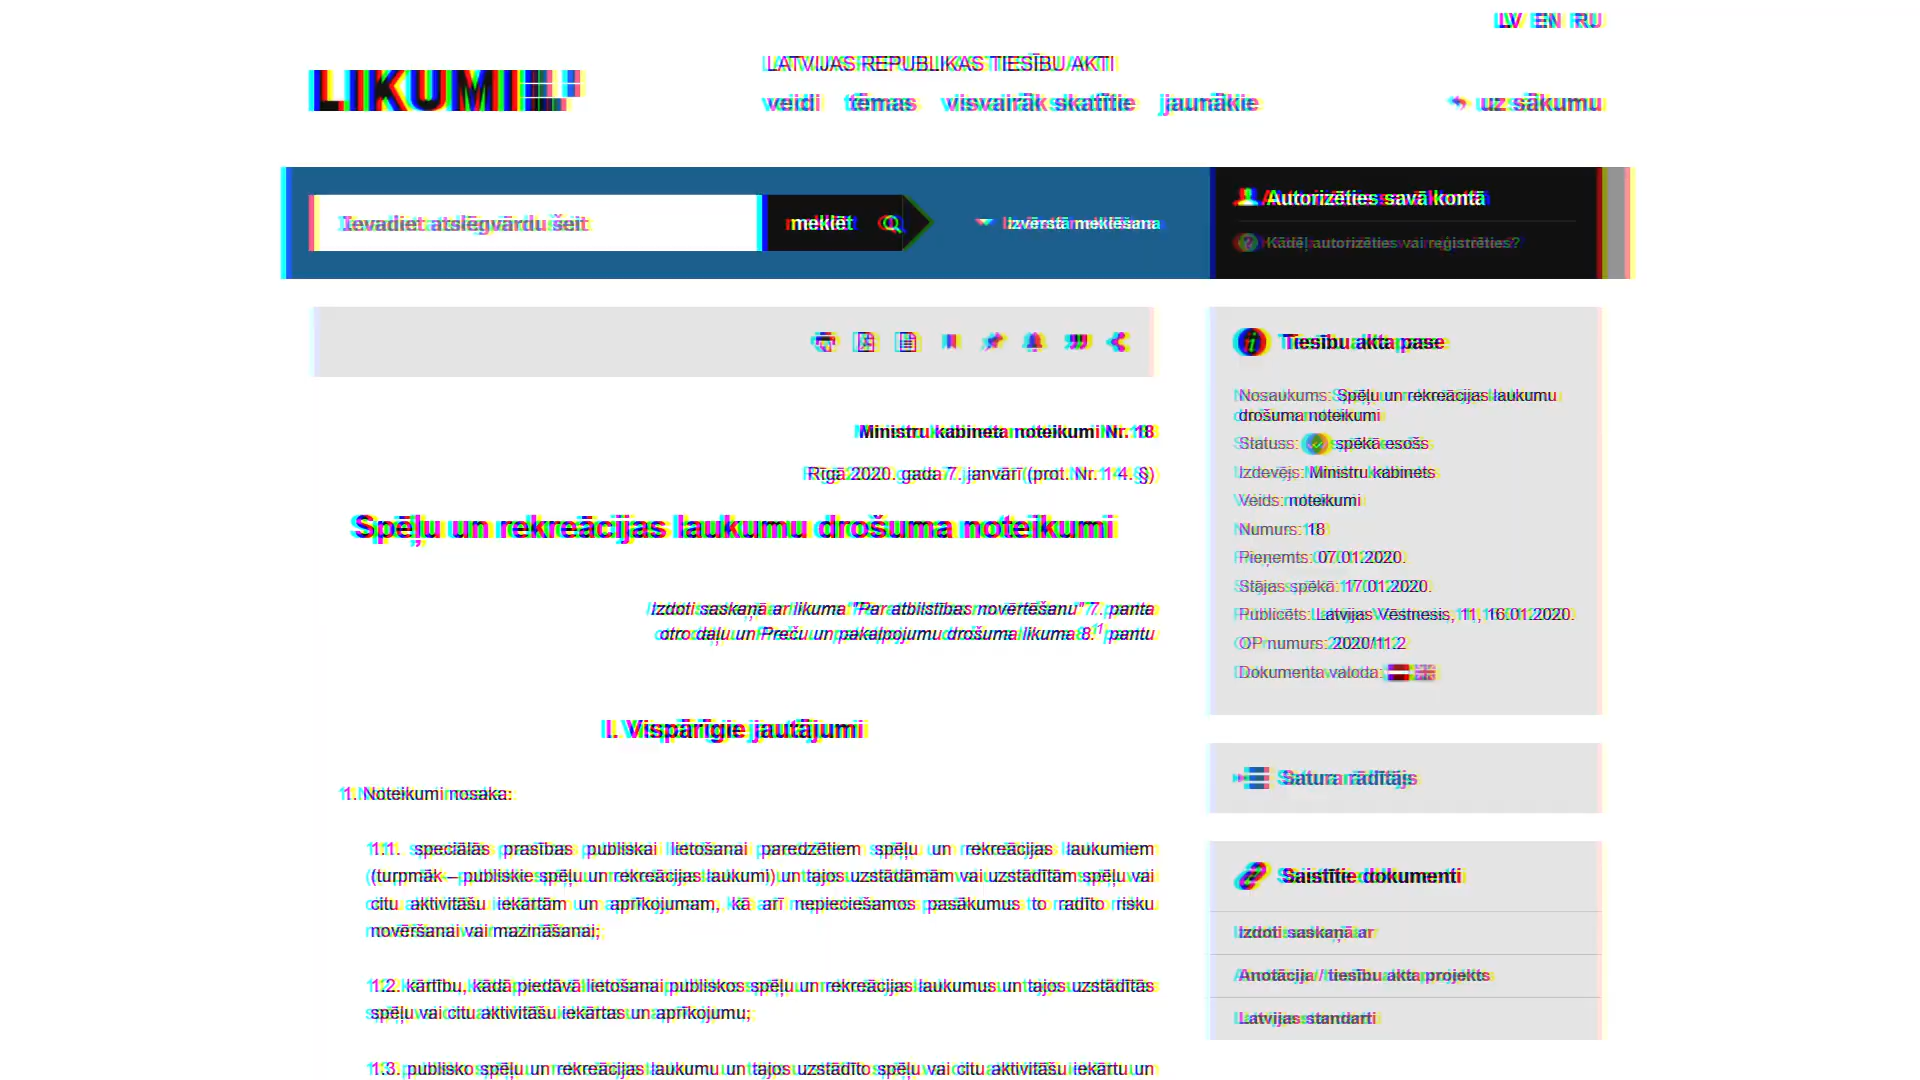 LV EN RU
LIKUMI
LATVIJAS REPUBLIKAS TIESĪBU AKTI
veidi tēmas visvairāk skatītie jaunākie
uz sākumu
Ievadiet atslēgvārdu šeit
meklēt
Izvērstā meklēšana
Autorizēties savā kontā
Kādēļ autorizēties vai reģistrēties?
Ministru kabineta noteikumi Nr. 18
Rīgā 2020. gada 7. janvārī (prot. Nr. 1 4. §)
Spēļu un rekreācijas laukumu drošuma noteikumi
Izdoti saskaņā ar likuma "Par atbilstības novērtēšanu" 7. panta
otro daļu un Preču un pakalpojumu drošuma likuma 8.¹ pantu
I. Vispārīgie jautājumi
1. Noteikumi nosaka:
1.1. speciālās prasības publiskai lietošanai paredzētiem spēļu un rekreācijas laukumiem
(turpmāk – publiskie spēļu un rekreācijas laukumi) un tajos uzstādāmām vai uzstādītām spēļu vai
citu aktivitāšu iekārtām un aprīkojumam, kā arī nepieciešamos pasākumus to radīto risku
novēršanai vai mazināšanai;
1.2. kārtību, kādā piedāvā lietošanai publiskos spēļu un rekreācijas laukumus un tajos uzstādītās
spēļu vai citu aktivitāšu iekārtas un aprīkojumu;
1.3. publisko spēļu un rekreācijas laukumu un tajos uzstādīto spēļu vai citu aktivitāšu iekārtu un
Tiesību akta pase
Nosaukums: Spēļu un rekreācijas laukumu
drošuma noteikumi
Statuss: spēkā esošs
Izdevējs: Ministru kabinets
Veids: noteikumi
Numurs: 18
Pieņemts: 07.01.2020.
Stājas spēkā: 17.01.2020.
Publicēts: Latvijas Vēstnesis, 11, 16.01.2020.
OP numurs: 2020/11.2
Dokumenta valoda:
Satura rādītājs
Saistītie dokumenti
Izdoti saskaņā ar
Anotācija / tiesību akta projekts
Latvijas standarti